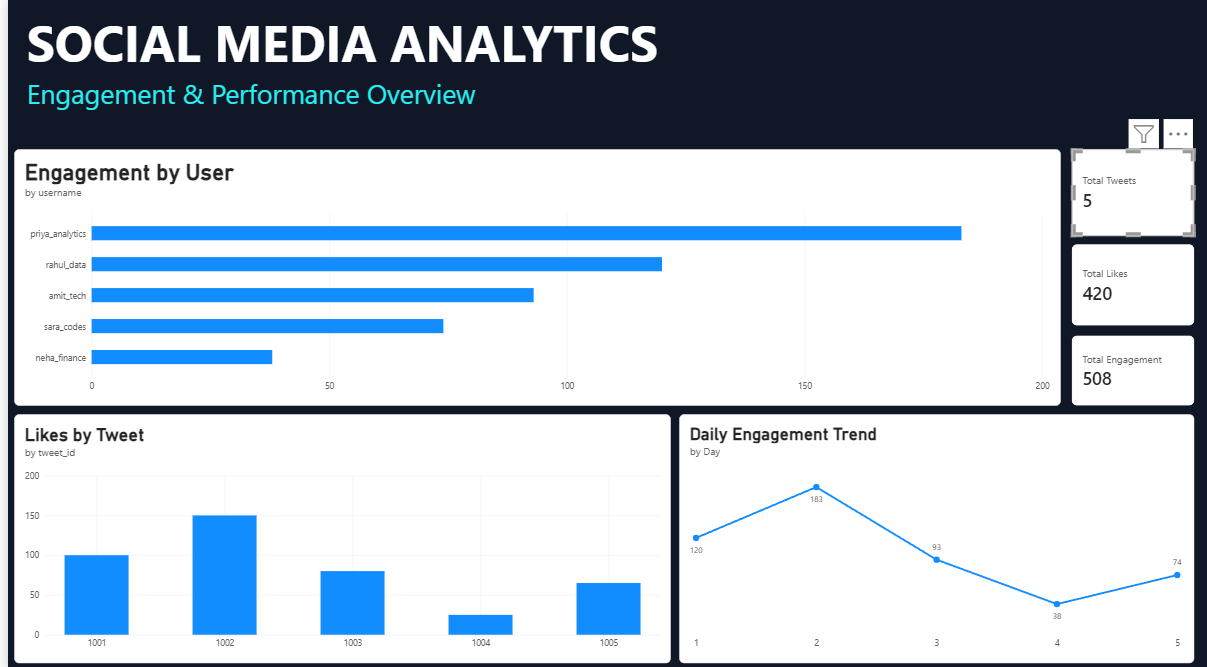 SOCIAL MEDIA ANALYTICS
Engagement & Performance Overview
Engagement by User
by username
priya_analytics
rahul_data
amit_tech
sara_codes
neha_finance
0 50 100 150 200
Total Tweets
5
Total Likes
420
Total Engagement
508
Likes by Tweet
by tweet_id
200
150
100
50
0
1001 1002 1003 1004 1005
Daily Engagement Trend
by Day
120
183
93
38
74
1 2 3 4 5